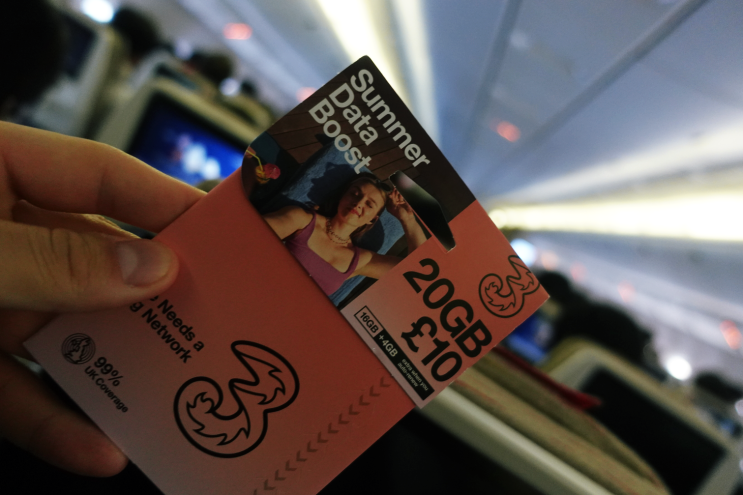 Summer
Data
Boost
20GB
£10
16GB +4GB
Needs a
Network
99%
UK Coverage